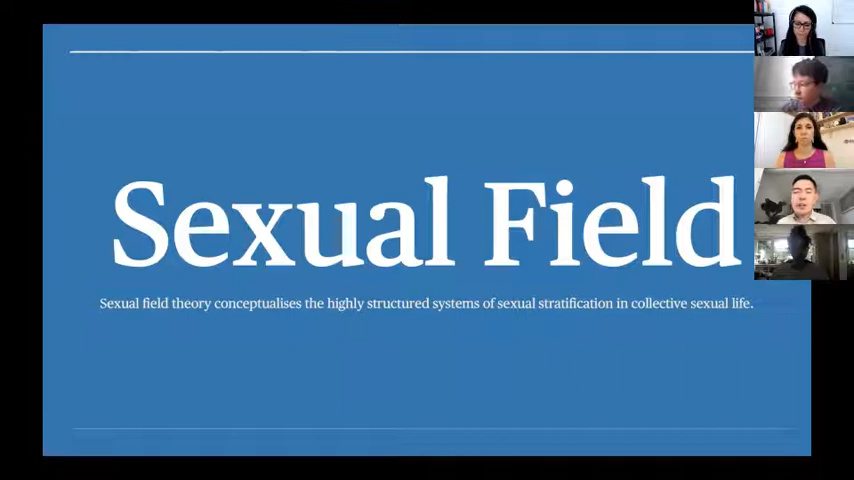 Sexual Field
Sexual field theory conceptualises the highly structured systems of sexual stratification in collective sexual life.